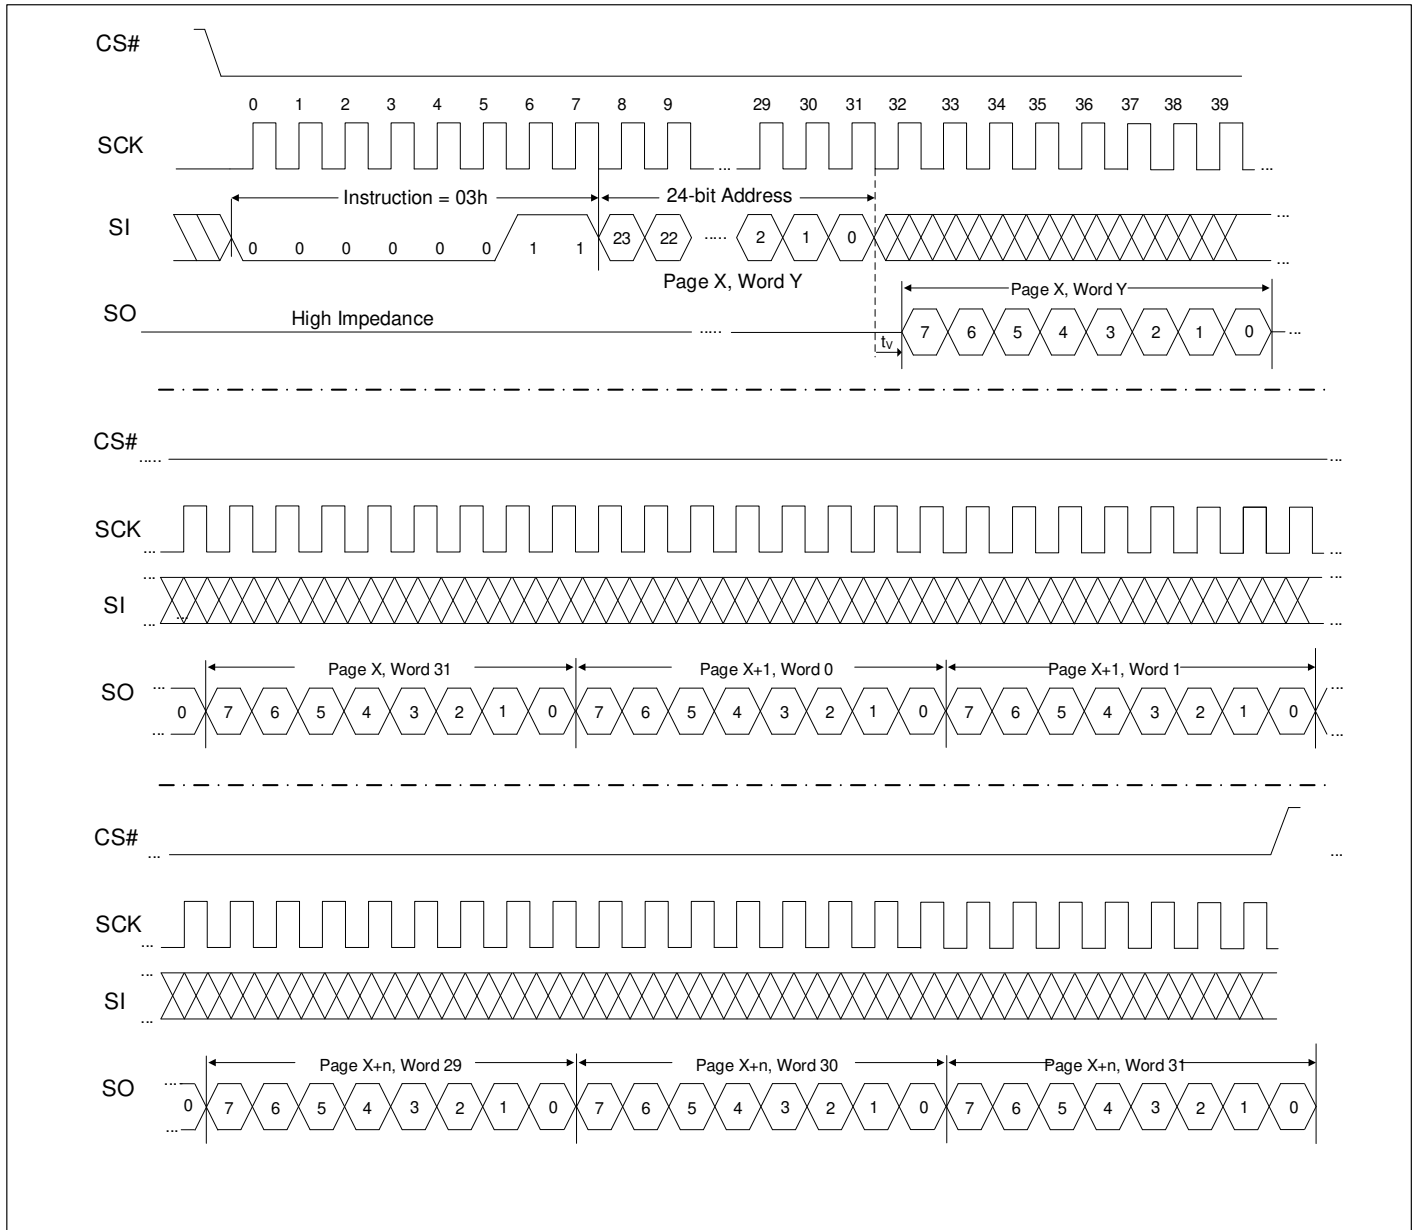 CS#
0 1 2 3 4 5 6 7 8 9 29 30 31 32 33 34 35 36 37 38 39
SCK ... ...
Instruction = 03h 24-bit Address
SI 0 0 0 0 0 0 1 1 23 22 ..... 2 1 0 ... ...
Page X, Word Y
Page X, Word Y
SO High Impedance ..... tV 7 6 5 4 3 2 1 0 ...
CS# ..... ...
SCK ... ...
SI ... ... ... ... ...
Page X, Word 31 Page X+1, Word 0 Page X+1, Word 1
SO ... ... 0 7 6 5 4 3 2 1 0 7 6 5 4 3 2 1 0 7 6 5 4 3 2 1 0 ... ...
CS# ... ...
SCK ...
SI ... ...
Page X+n, Word 29 Page X+n, Word 30 Page X+n, Word 31
SO ... ... 0 7 6 5 4 3 2 1 0 7 6 5 4 3 2 1 0 7 6 5 4 3 2 1 0